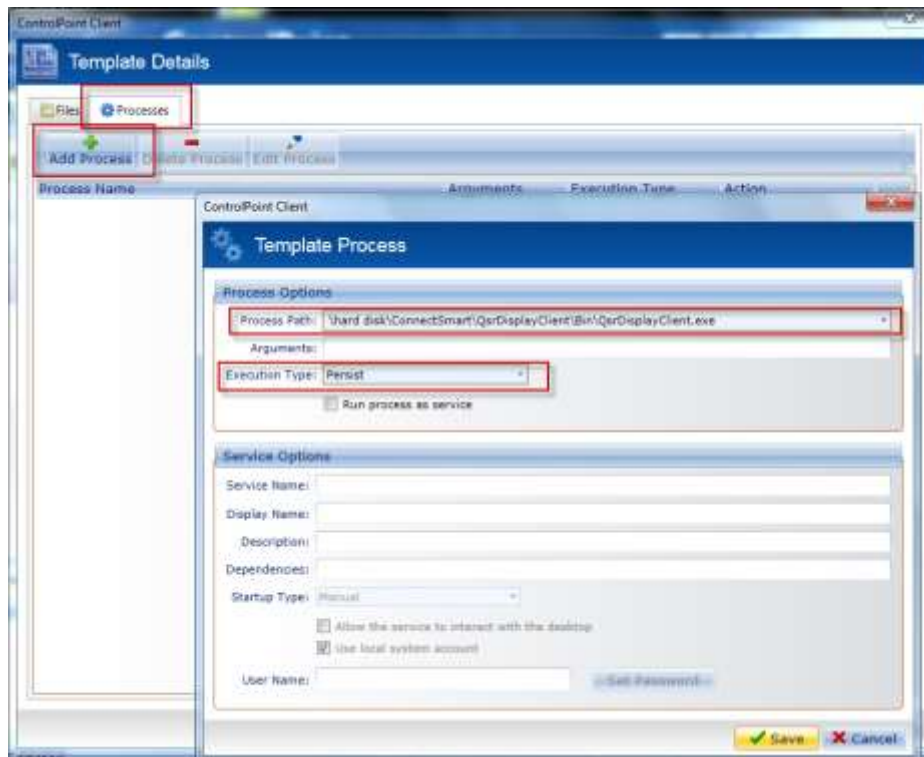 ControlPoint Client
Template Details
Files Processes
Add Process Delete Process Edit Process
Process Name Arguments Execution Type Action
ControlPoint Client
Template Process
Process Options
Process Path: \hard disk\ConnectSmart\QsrDisplayClient\Bin\QsrDisplayClient.exe
Arguments:
Execution Type: Persist
Run process as service
Service Options
Service Name:
Display Name:
Description:
Dependencies:
Startup Type: Manual
Allow the service to interact with the desktop
Use local system account
User Name: Set Password
Save Cancel